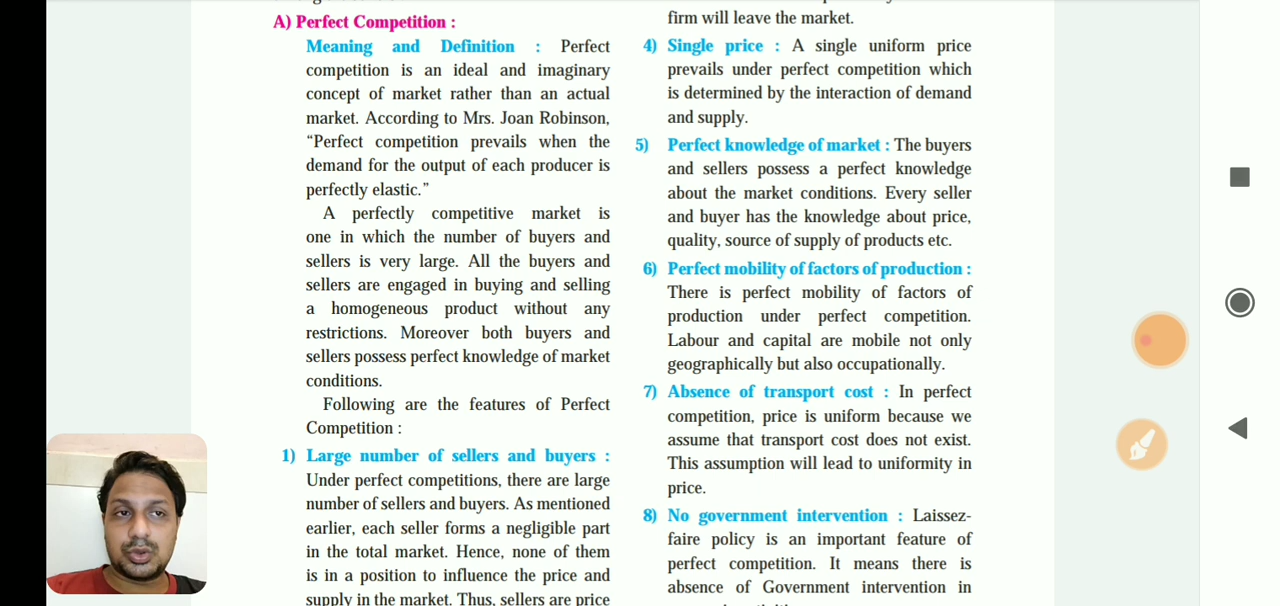 A) Perfect Competition :
Meaning and Definition : Perfect
competition is an ideal and imaginary
concept of market rather than an actual
market. According to Mrs. Joan Robinson,
“Perfect competition prevails when the
demand for the output of each producer is
perfectly elastic.”
A perfectly competitive market is
one in which the number of buyers and
sellers is very large. All the buyers and
sellers are engaged in buying and selling
a homogeneous product without any
restrictions. Moreover both buyers and
sellers possess perfect knowledge of market
conditions.
Following are the features of Perfect
Competition :
1) Large number of sellers and buyers :
Under perfect competitions, there are large
number of sellers and buyers. As mentioned
earlier, each seller forms a negligible part
in the total market. Hence, none of them
is in a position to influence the price and
supply in the market. Thus, sellers are price
firm will leave the market.
4) Single price : A single uniform price
prevails under perfect competition which
is determined by the interaction of demand
and supply.
5) Perfect knowledge of market : The buyers
and sellers possess a perfect knowledge
about the market conditions. Every seller
and buyer has the knowledge about price,
quality, source of supply of products etc.
6) Perfect mobility of factors of production :
There is perfect mobility of factors of
production under perfect competition.
Labour and capital are mobile not only
geographically but also occupationally.
7) Absence of transport cost : In perfect
competition, price is uniform because we
assume that transport cost does not exist.
This assumption will lead to uniformity in
price.
8) No government intervention : Laissez-
faire policy is an important feature of
perfect competition. It means there is
absence of Government intervention in